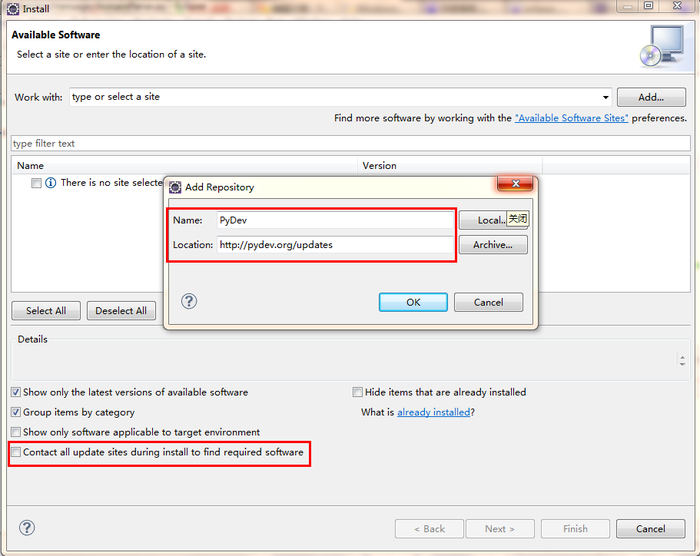 Install
Available Software
Select a site or enter the location of a site.
Work with: type or select a site Add...
Find more software by working with the "Available Software Sites" preferences.
type filter text
Name Version
There is no site selecte
Add Repository
Name: PyDev Local... 关闭
Location: http://pydev.org/updates Archive...
OK Cancel
Select All Deselect All
Details
Show only the latest versions of available software Hide items that are already installed
Group items by category What is already installed?
Show only software applicable to target environment
Contact all update sites during install to find required software
< Back Next > Finish Cancel